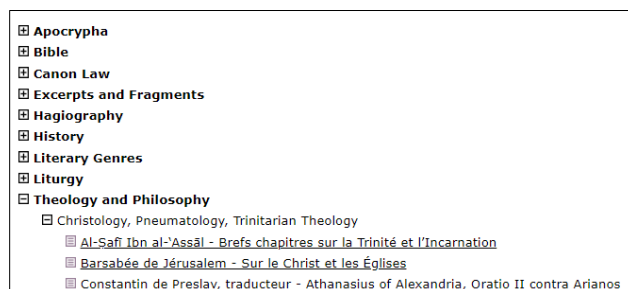 Apocrypha
Bible
Canon Law
Excerpts and Fragments
Hagiography
History
Literary Genres
Liturgy
Theology and Philosophy
Christology, Pneumatology, Trinitarian Theology
Al-Ṣafī Ibn al-‘Assāl - Brefs chapitres sur la Trinité et l’Incarnation
Barsabée de Jérusalem - Sur le Christ et les Églises
Constantin de Preslav, traducteur - Athanasius of Alexandria, Oratio II contra Arianos